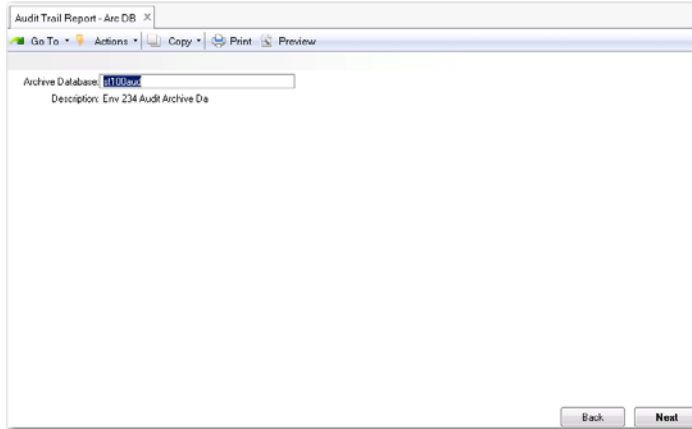 Audit Trail Report - Arc DB ×
Go To Actions Copy Print Preview
Archive Database: st100aud
Description: Env 234 Audit Archive Da
Back Next